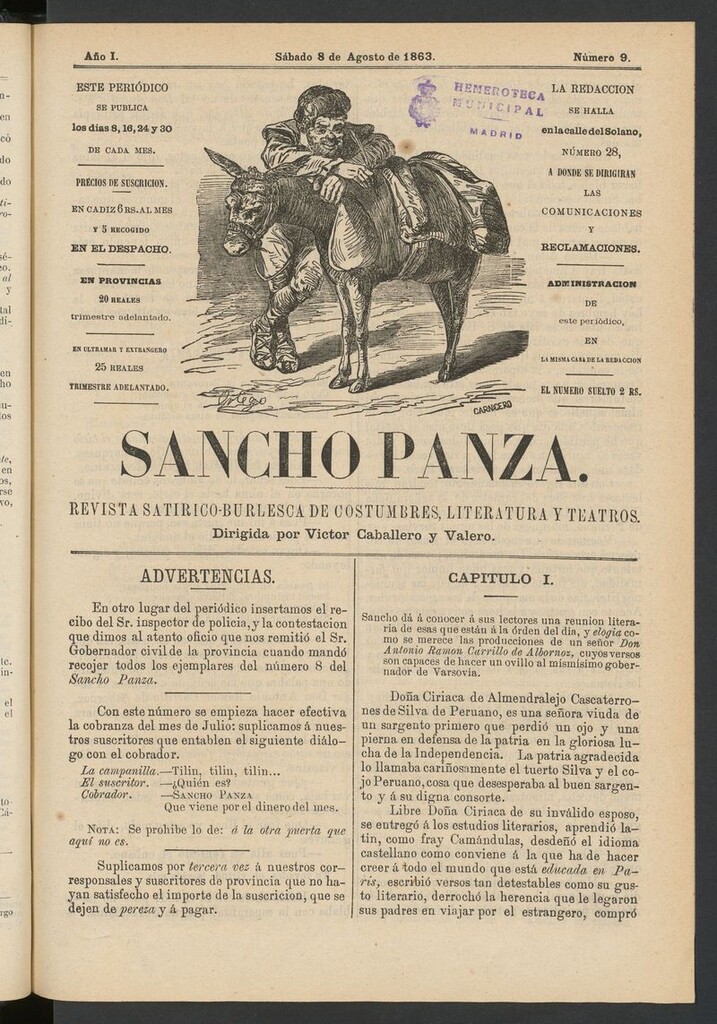 Año I.
Sábado 8 de Agosto de 1863.
Número 9.
ESTE PERIÓDICO
SE PUBLICA
los dias 8, 16, 24 y 30
DE CADA MES.
PRECIOS DE SUSCRICION.
EN CADIZ 6 RS. AL MES
Y 5 RECOGIDO
EN EL DESPACHO.
EN PROVINCIAS
20 REALES
trimestre adelantado.
EN ULTRAMAR Y EXTRANGERO
25 REALES
TRIMESTRE ADELANTADO.
HEMEROTECA
MUNICIPAL
MADRID
LA REDACCION
SE HALLA
en la calle del Solano,
NÚMERO 28,
A DONDE SE DIRIGIRAN
LAS
COMUNICACIONES
Y
RECLAMACIONES.
ADMINISTRACION
DE
este periódico,
EN
LA MISMA CASA DE LA REDACCION
EL NUMERO SUELTO 2 RS.
Ortego
CARNICERO
SANCHO PANZA.
REVISTA SATIRICO-BURLESCA DE COSTUMBRES, LITERATURA Y TEATROS.
Dirigida por Victor Caballero y Valero.
ADVERTENCIAS.
En otro lugar del periódico insertamos el re-
cibo del Sr. inspector de policia, y la contestacion
que dimos al atento oficio que nos remitió el Sr.
Gobernador civil de la provincia cuando mandó
recojer todos los ejemplares del número 8 del
Sancho Panza.
Con este número se empieza hacer efectiva
la cobranza del mes de Julio: suplicamos á nues-
tros suscritores que entablen el siguiente diálo-
go con el cobrador.
La campanilla.—Tilin, tilin, tilin...
El suscritor. —¿Quién es?
Cobrador. —SANCHO PANZA
Que viene por el dinero del mes.
NOTA: Se prohibe lo de: á la otra puerta que
aquí no es.
Suplicamos por tercera vez á nuestros cor-
responsales y suscritores de provincia que no ha-
yan satisfecho el importe de la suscricion, que se
dejen de pereza y á pagar.
CAPITULO I.
Sancho dá á conocer á sus lectores una reunion litera-
ria de esas que están á la órden del dia, y elogia co-
mo se merece las producciones de un señor Don
Antonio Ramon Carrillo de Albornoz, cuyos versos
son capaces de hacer un ovillo al mismísimo gober-
nador de Varsovia.
Doña Ciriaca de Almendralejo Cascaterro-
nes de Silva de Peruano, es una señora viuda de
un sargento primero que perdió un ojo y una
pierna en defensa de la patria en la gloriosa lu-
cha de la Independencia. La patria agradecida
lo llamaba cariñosamente el tuerto Silva y el co-
jo Peruano, cosa que desesperaba al buen sargen-
to y á su digna consorte.
Libre Doña Ciriaca de su inválido esposo,
se entregó á los estudios literarios, aprendió la-
tin, como fray Camándulas, desdeñó el idioma
castellano como conviene á la que ha de hacer
creer á todo el mundo que está educada en Pa-
ris, escribió versos tan detestables como su gus-
to literario, derrochó la herencia que le legaron
sus padres en viajar por el estrangero, compró